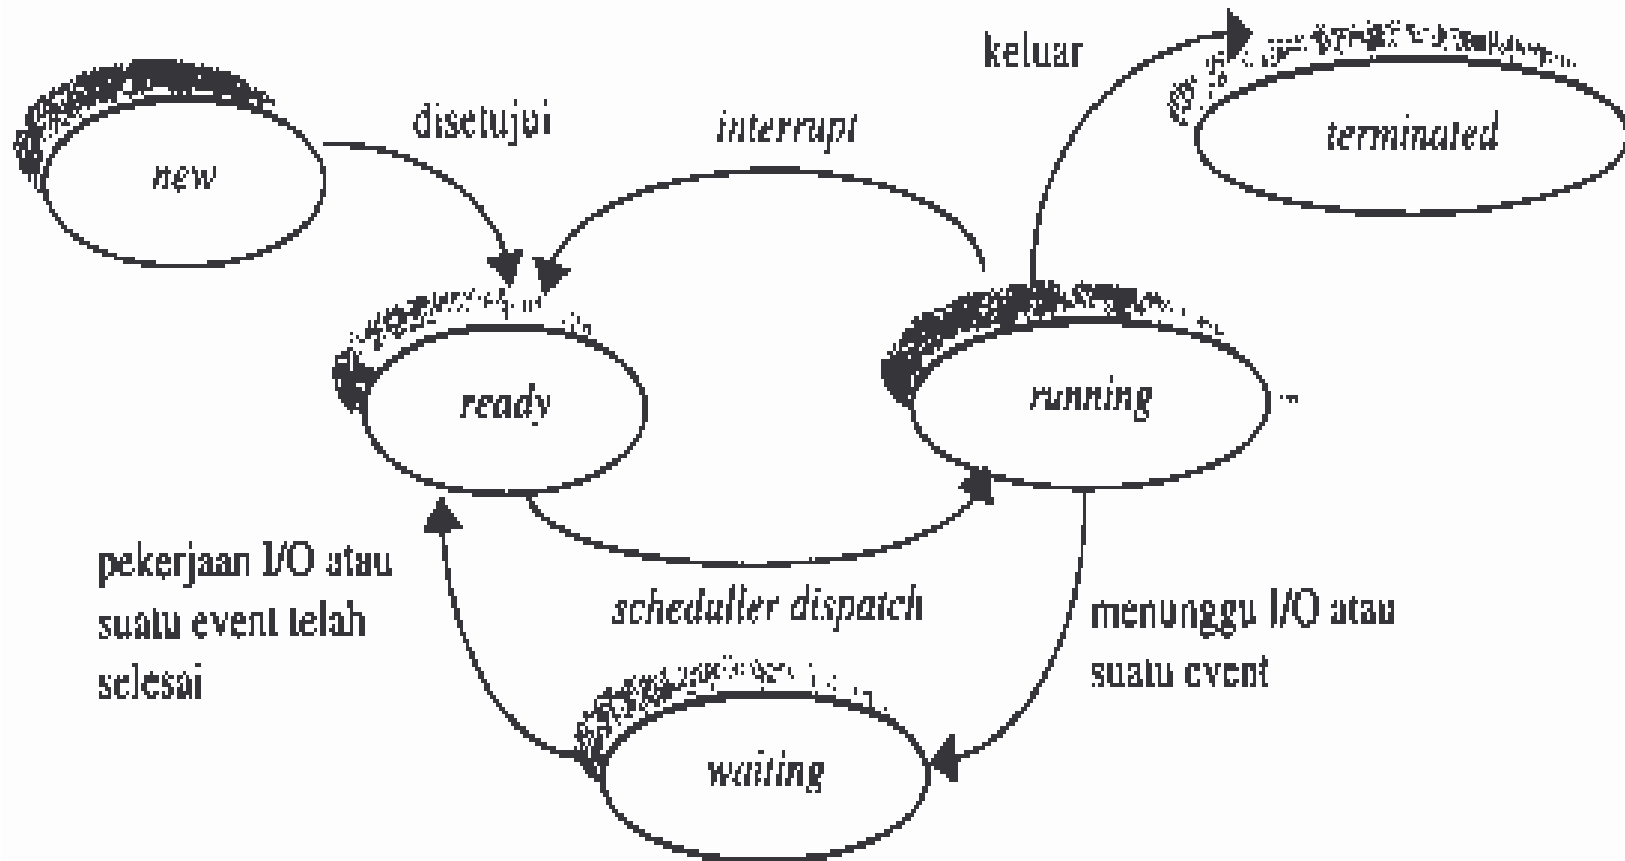 keluar
disetujui
interrupt
terminated
new
ready
running
pekerjaan I/O atau
suatu event telah
selesai
scheduller dispatch
menunggu I/O atau
suatu event
waiting